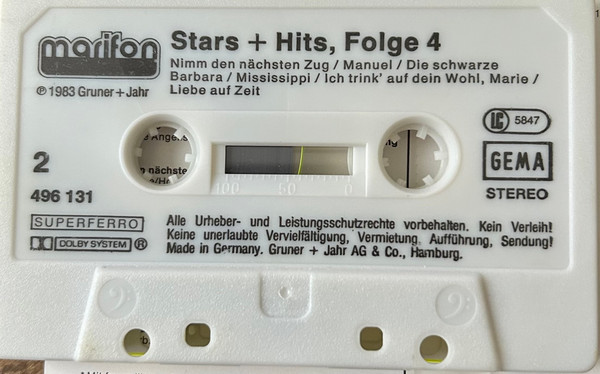 marifon
Stars + Hits, Folge 4
Nimm den nächsten Zug / Manuel / Die schwarze
Barbara / Mississippi / Ich trink' auf dein Wohl, Marie /
Liebe auf Zeit
℗ 1983 Gruner + Jahr
LC 5847
GEMA
STEREO
2
496 131
100 50 0
SUPERFERRO
DOLBY SYSTEM ®
Alle Urheber- und Leistungsschutzrechte vorbehalten. Kein Verleih!
Keine unerlaubte Vervielfältigung, Vermietung, Aufführung, Sendung!
Made in Germany. Gruner + Jahr AG & Co., Hamburg.